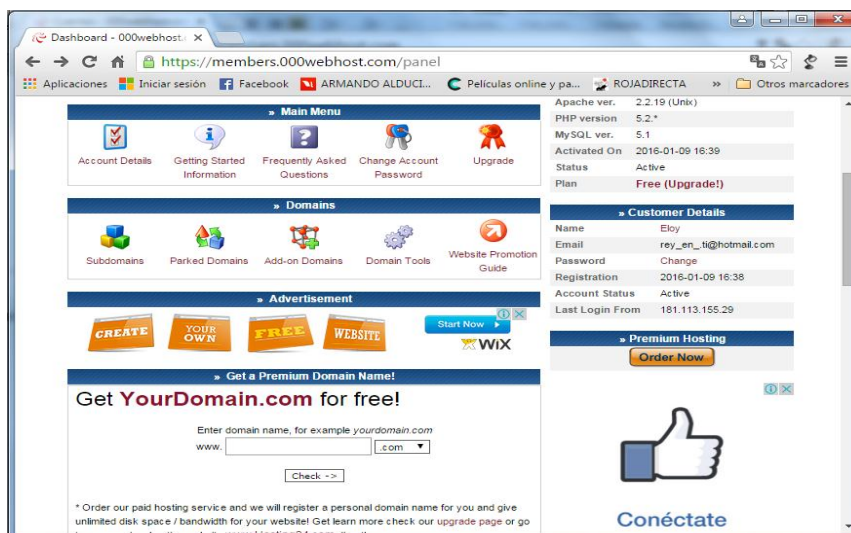 Dashboard - 000webhost.
https://members.000webhost.com/panel
Aplicaciones Iniciar sesión Facebook ARMANDO ALDUCI... Películas online y pa... ROJADIRECTA » Otros marcadores
» Main Menu
Account Details
Getting Started Information
Frequently Asked Questions
Change Account Password
Upgrade
» Domains
Subdomains
Parked Domains
Add-on Domains
Domain Tools
Website Promotion Guide
» Advertisement
CREATE YOUR OWN FREE WEBSITE
Start Now
WiX
» Get a Premium Domain Name!
Get YourDomain.com for free!
Enter domain name, for example yourdomain.com
www. .com
Check ->
* Order our paid hosting service and we will register a personal domain name for you and give
unlimited disk space / bandwidth for your website! Get learn more check our upgrade page or go
Apache ver. 2.2.19 (Unix)
PHP version 5.2.*
MySQL ver. 5.1
Activated On 2016-01-09 16:39
Status Active
Plan Free (Upgrade!)
» Customer Details
Name Eloy
Email rey_en_.ti@hotmail.com
Password Change
Registration 2016-01-09 16:38
Account Status Active
Last Login From 181.113.155.29
» Premium Hosting
Order Now
Conéctate